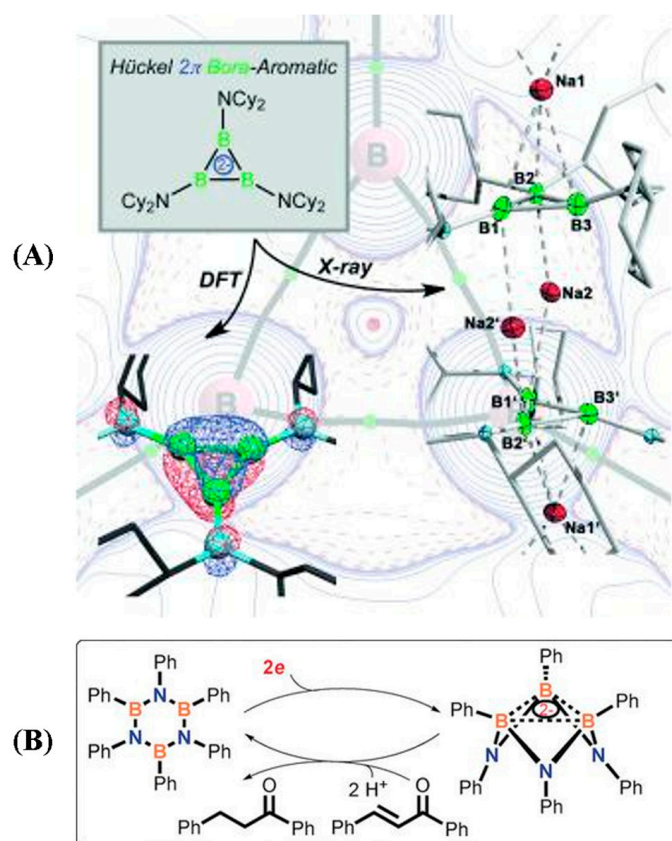 (A)
Hückel 2π Bora-Aromatic
NCy2
B
2-
B B
Cy2N NCy2
DFT
X-ray
B
B
Na1
B2
B1 B3
Na2
Na2'
B1'
B3'
B2'
Na1'
(B)
Ph
Ph N Ph
B B
N N
Ph B Ph
Ph
2e
2 H+
O
Ph Ph
O
Ph Ph
Ph
B
Ph 2- Ph
B B
N N
N
Ph Ph
Ph